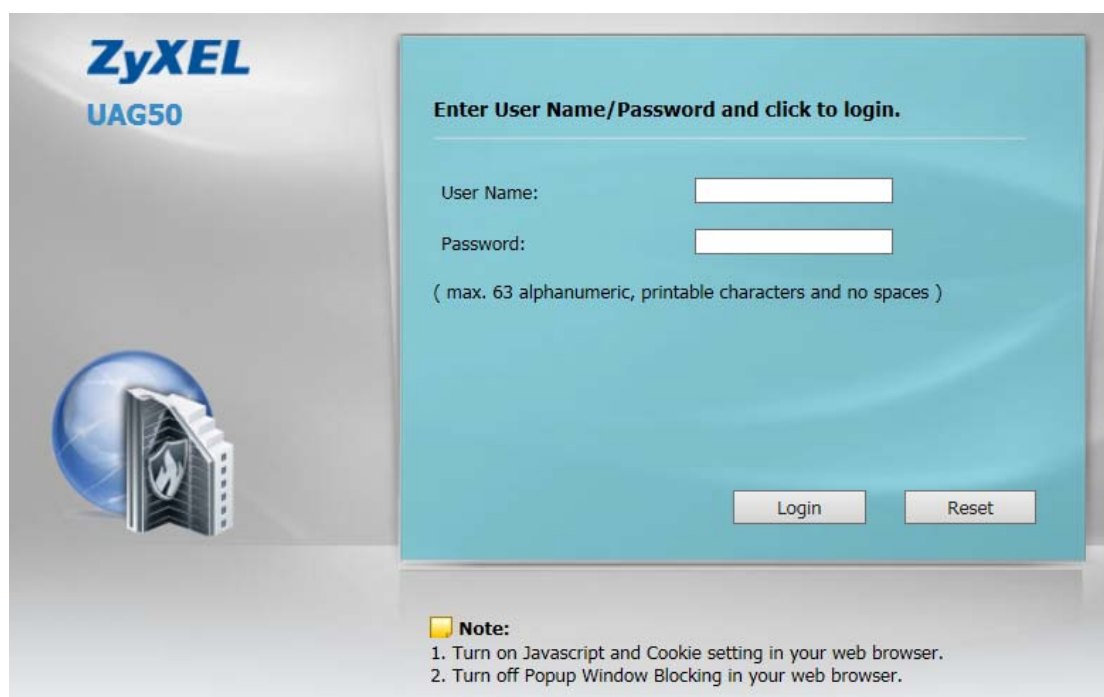 ZyXEL
UAG50
Enter User Name/Password and click to login.
User Name:
Password:
( max. 63 alphanumeric, printable characters and no spaces )
Login
Reset
Note:
1. Turn on Javascript and Cookie setting in your web browser.
2. Turn off Popup Window Blocking in your web browser.